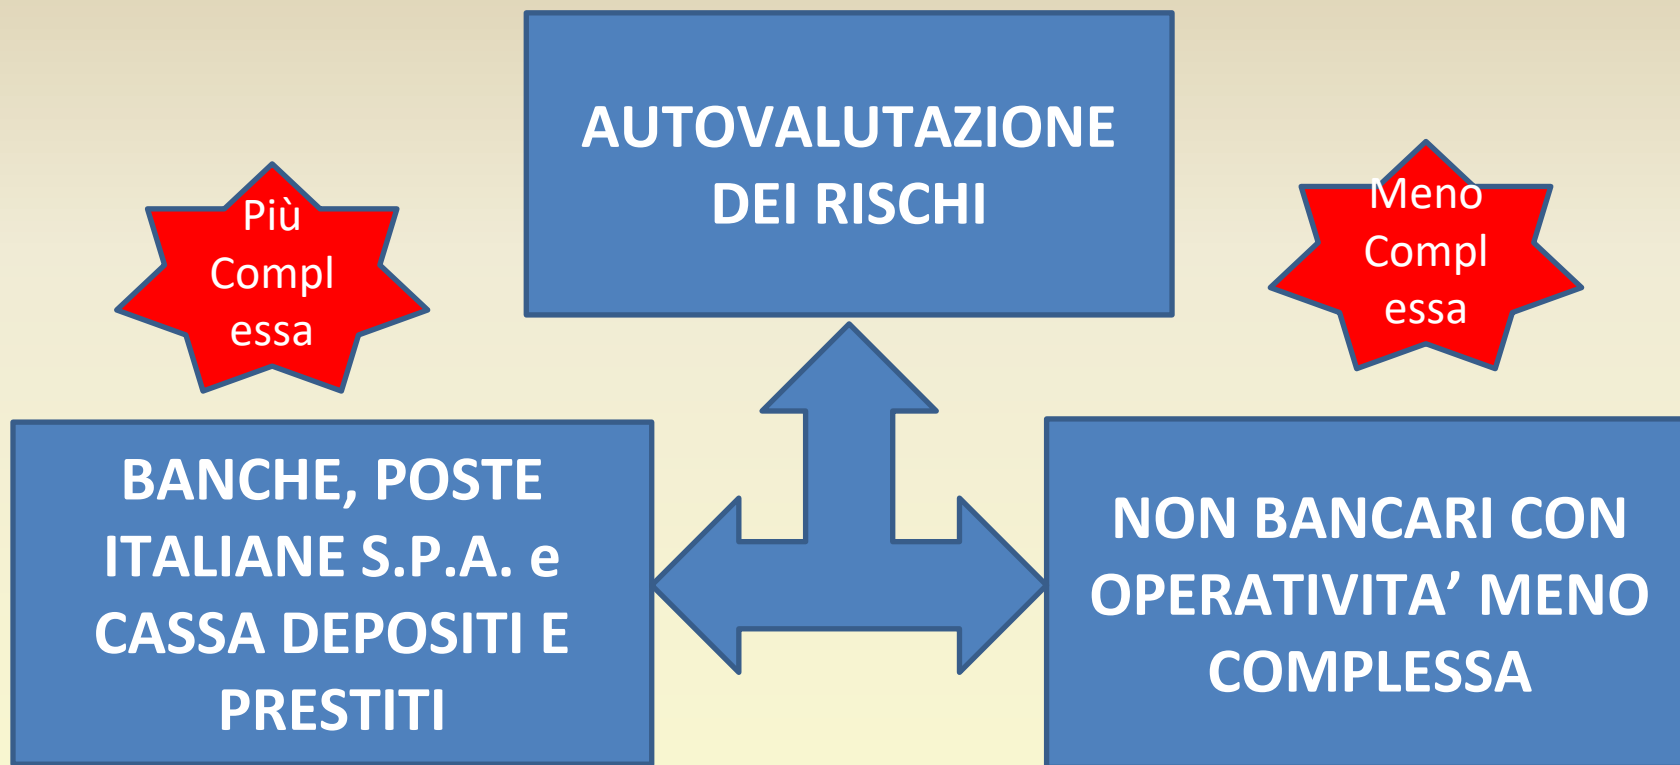 AUTOVALUTAZIONE
DEI RISCHI
Più
Compl
essa
Meno
Compl
essa
BANCHE, POSTE
ITALIANE S.P.A. e
CASSA DEPOSITI E
PRESTITI
NON BANCARI CON
OPERATIVITA’ MENO
COMPLESSA